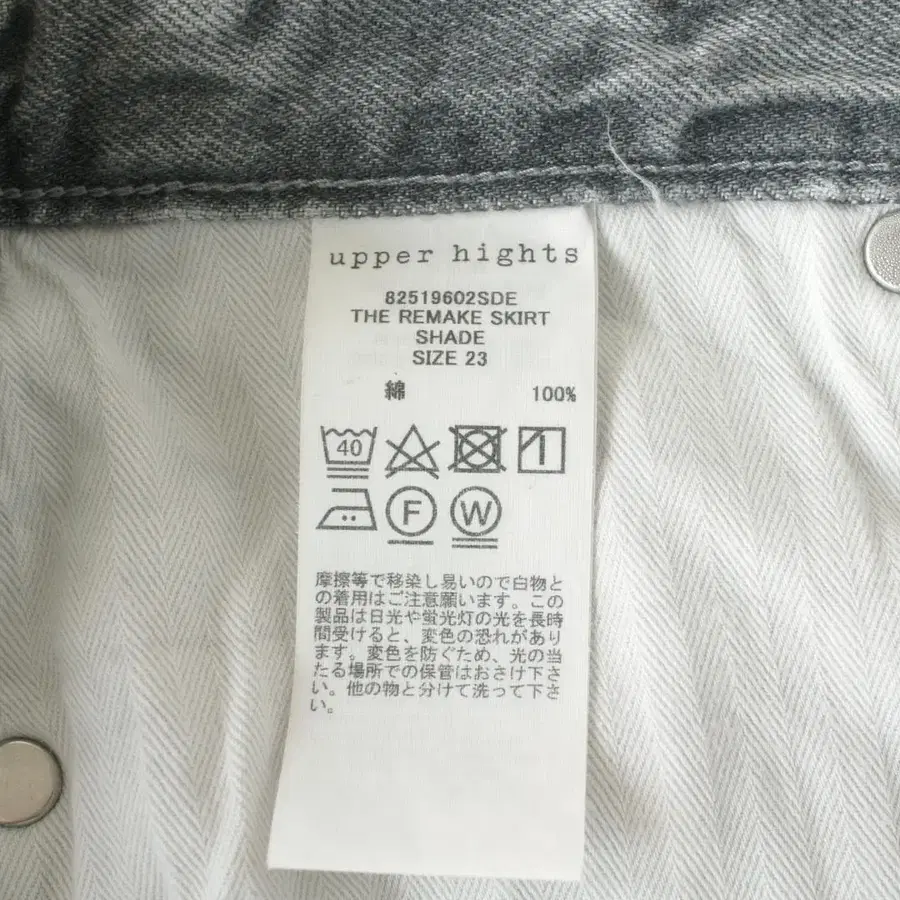 upper hights
82519602SDE
THE REMAKE SKIRT
SHADE
SIZE 23
綿 100%
40
F W
摩擦等で移染し易いので白物と
の着用はご注意願います。この
製品は日光や蛍光灯の光を長時
間受けると、変色の恐れがあり
ます。変色を防ぐため、光の当
たる場所での保管はおさけ下さ
い。他の物と分けて洗って下さ
い。